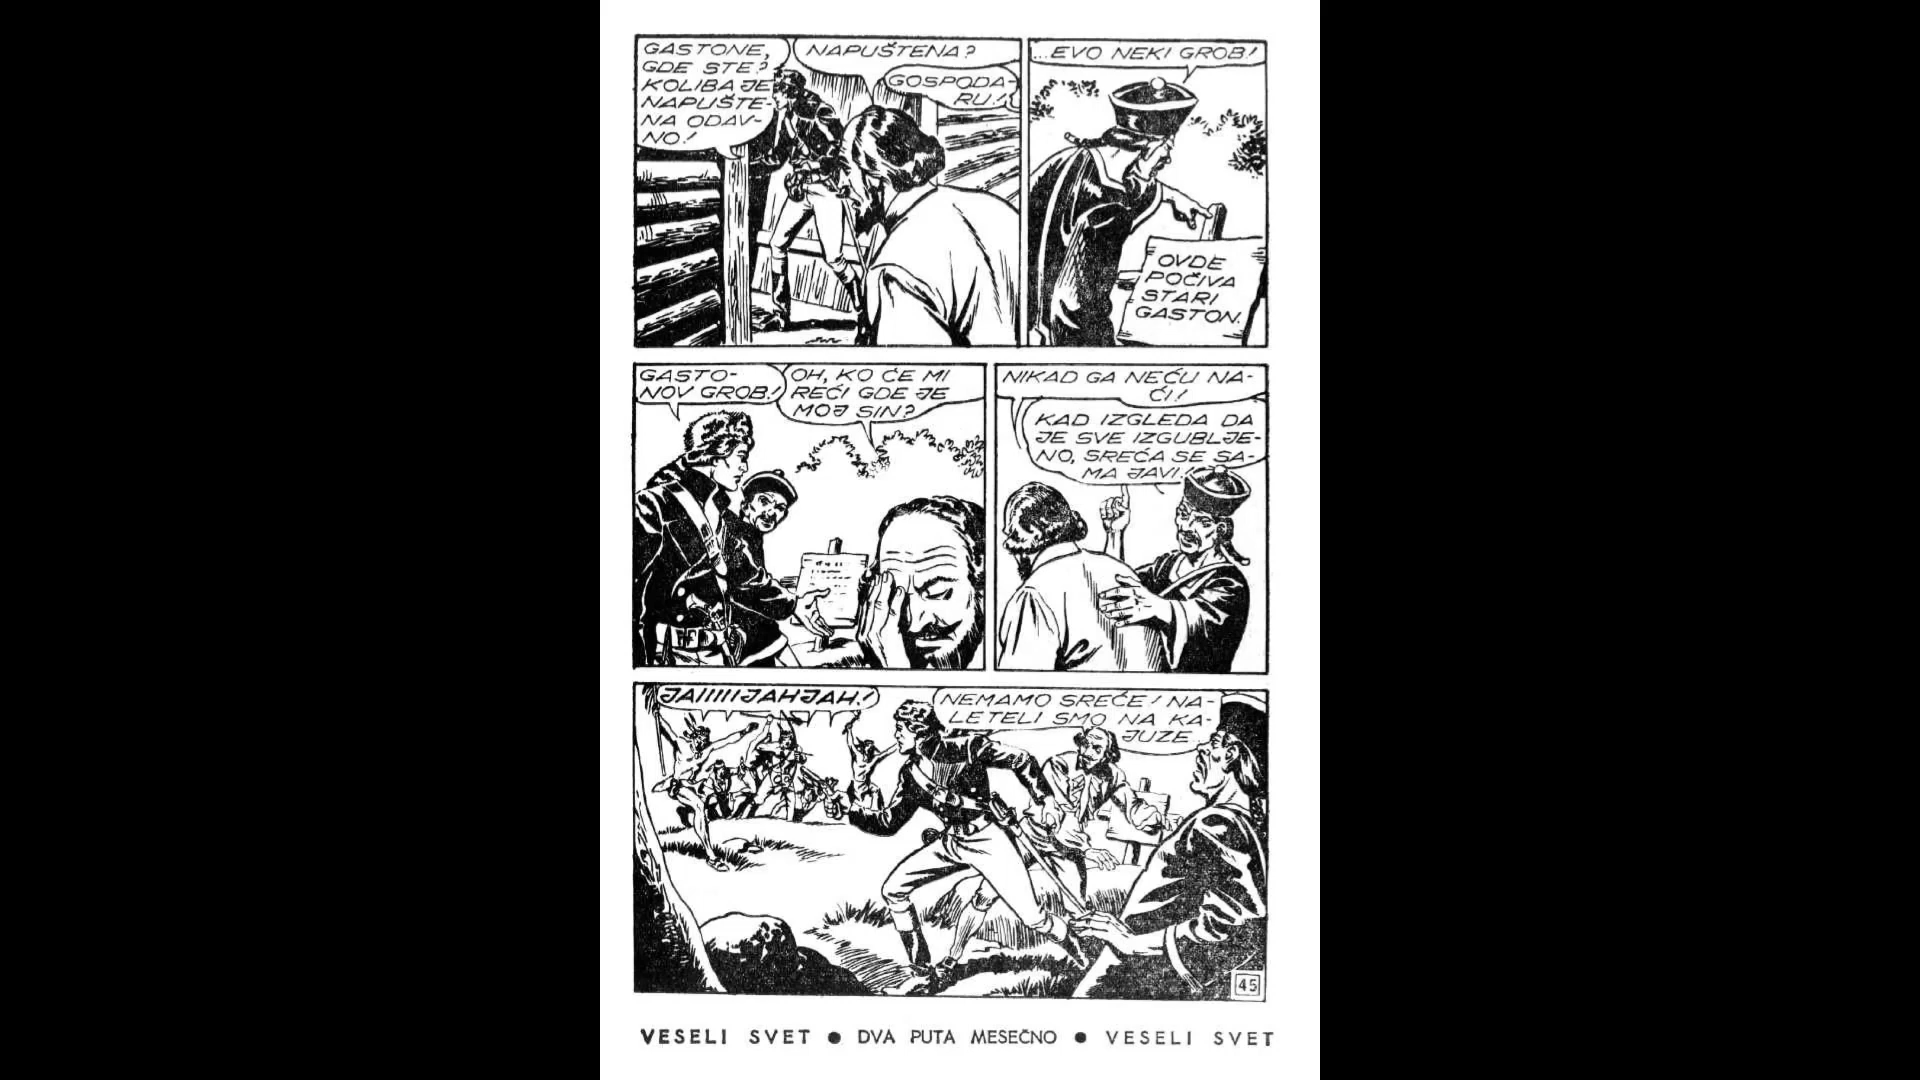 GASTONE,
GDE STE?
KOLIBA JE
NAPUŠTE-
NA ODAV-
NO!
NAPUŠTENA?
GOSPODA-
RU!
...EVO NEKI GROB!
OVDE
POČIVA
STARI
GASTON.
GASTO-
NOV GROB!
OH, KO ĆE MI
REĆI GDE JE
MOJ SIN?
NIKAD GA NEĆU NA-
ĆI!
KAD IZGLEDA DA
JE SVE IZGUBLJE-
NO, SREĆA SE SA-
MA JAVI!
JAIIIIIJAHJAH!
NEMAMO SREĆE! NA-
LETELI SMO NA KA-
JUZE.
45
VESELI SVET ● DVA PUTA MESEČNO ● VESELI SVET